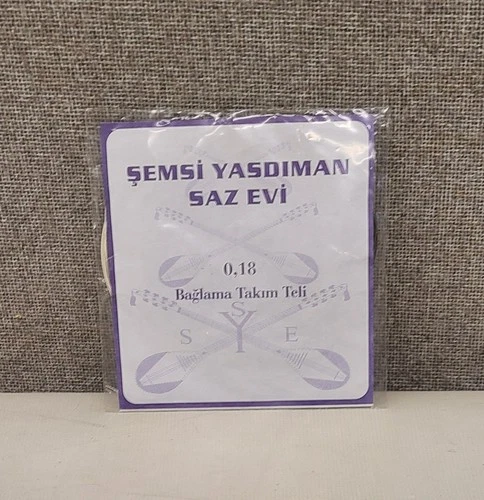 ŞEMSİ YASDIMAN
SAZ EVİ
0.18
Bağlama Takım Teli
S
S Y E